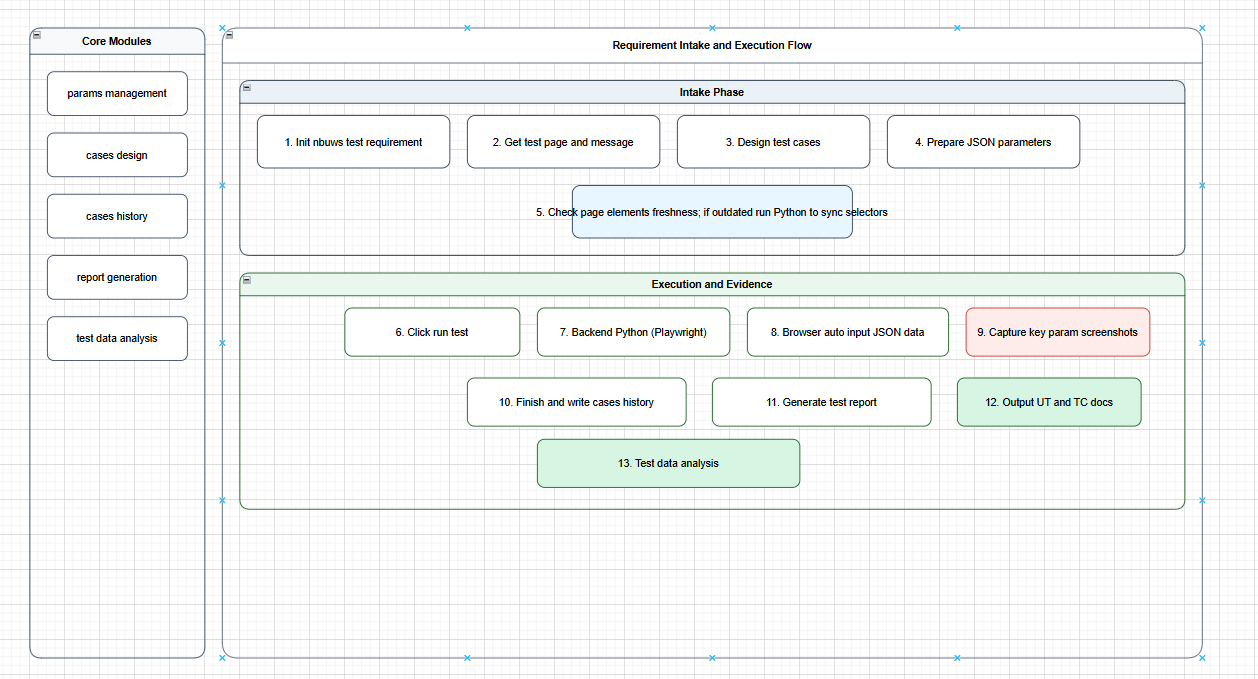 Core Modules
params management
cases design
cases history
report generation
test data analysis
Requirement Intake and Execution Flow
Intake Phase
1. Init nbuws test requirement
2. Get test page and message
3. Design test cases
4. Prepare JSON parameters
5. Check page elements freshness; if outdated run Python to sync selectors
Execution and Evidence
6. Click run test
7. Backend Python (Playwright)
8. Browser auto input JSON data
9. Capture key param screenshots
10. Finish and write cases history
11. Generate test report
12. Output UT and TC docs
13. Test data analysis